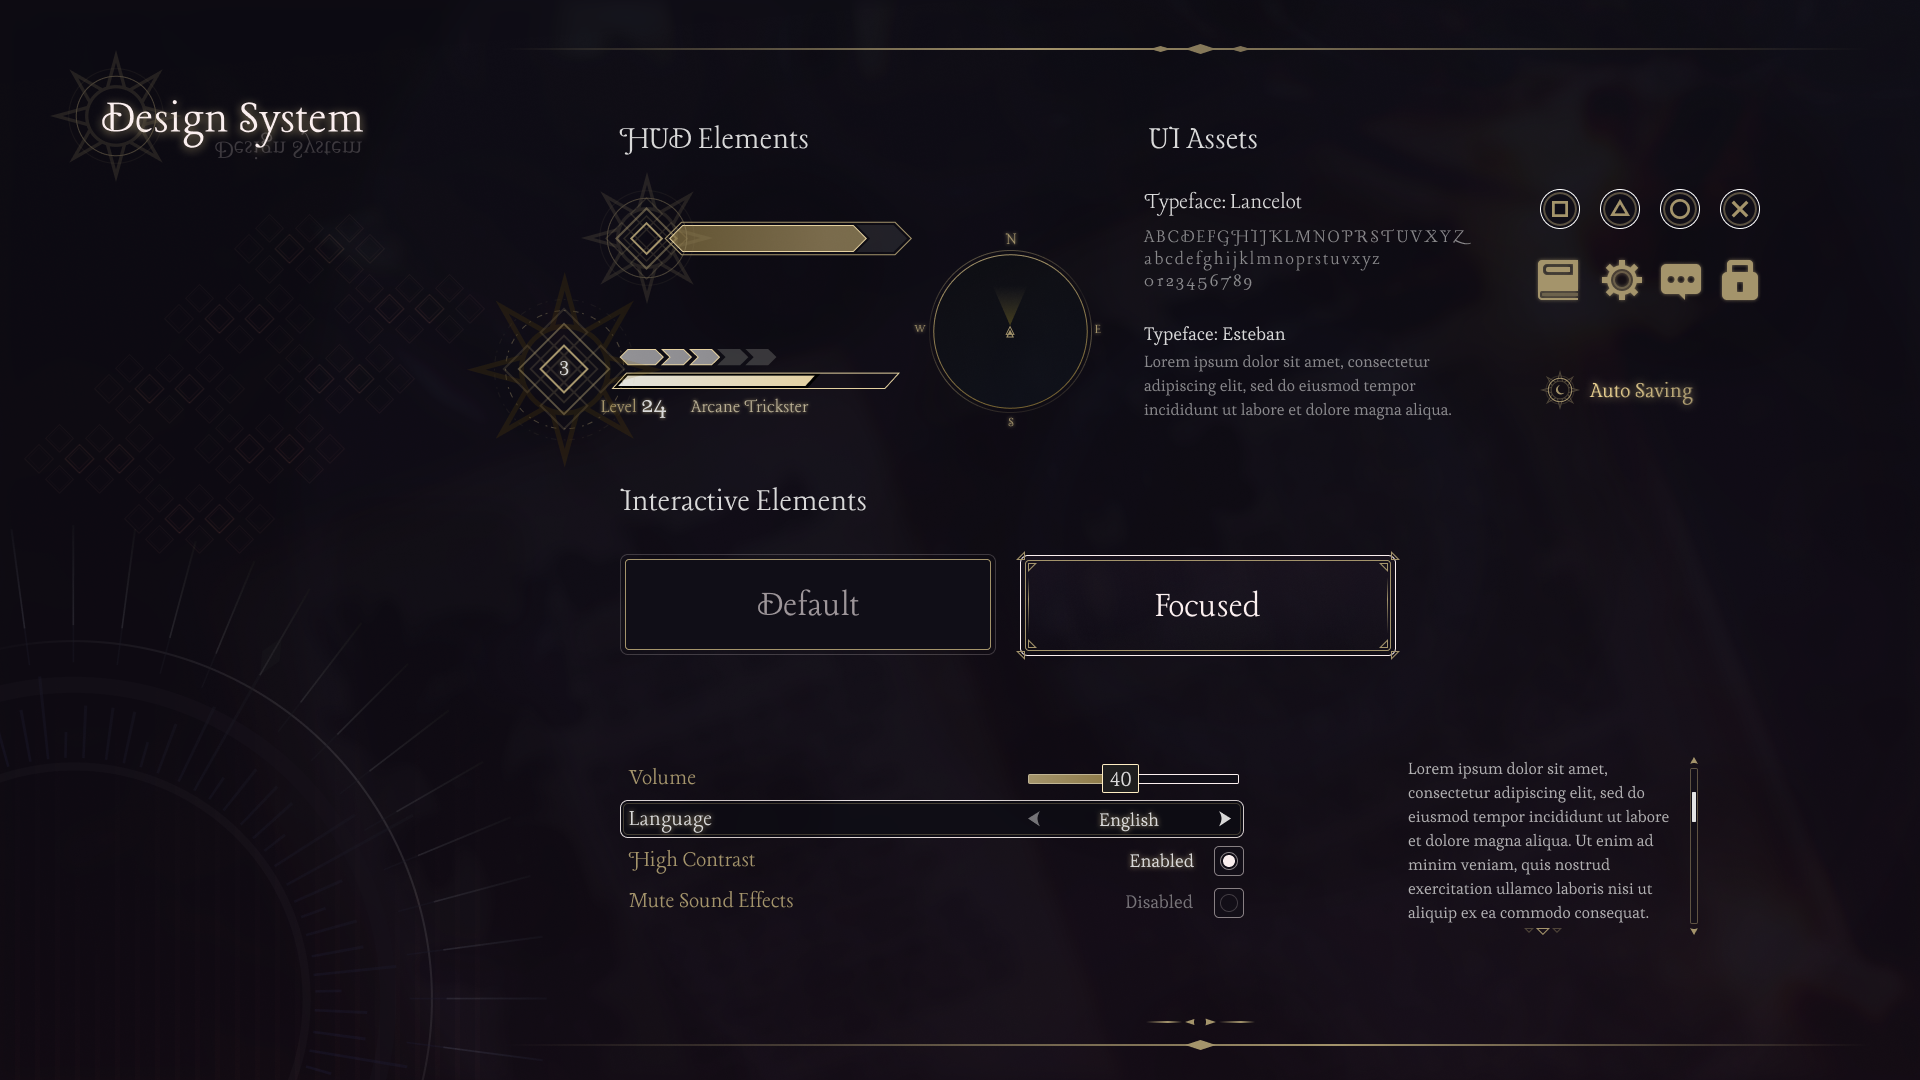 Design System
Design System
HUD Elements
N
W
E
S
3
Level 24 Arcane Trickster
UI Assets
Typeface: Lancelot
ABCDEFGHIJKLMNOPRSTUVXYZ
abcdefghijklmnoprstuvxyz
0123456789
Typeface: Esteban
Lorem ipsum dolor sit amet, consectetur
adipiscing elit, sed do eiusmod tempor
incididunt ut labore et dolore magna aliqua.
Auto Saving
Interactive Elements
Default
Focused
Volume 40
Language English
High Contrast Enabled
Mute Sound Effects Disabled
Lorem ipsum dolor sit amet,
consectetur adipiscing elit, sed do
eiusmod tempor incididunt ut labore
et dolore magna aliqua. Ut enim ad
minim veniam, quis nostrud
exercitation ullamco laboris nisi ut
aliquip ex ea commodo consequat.